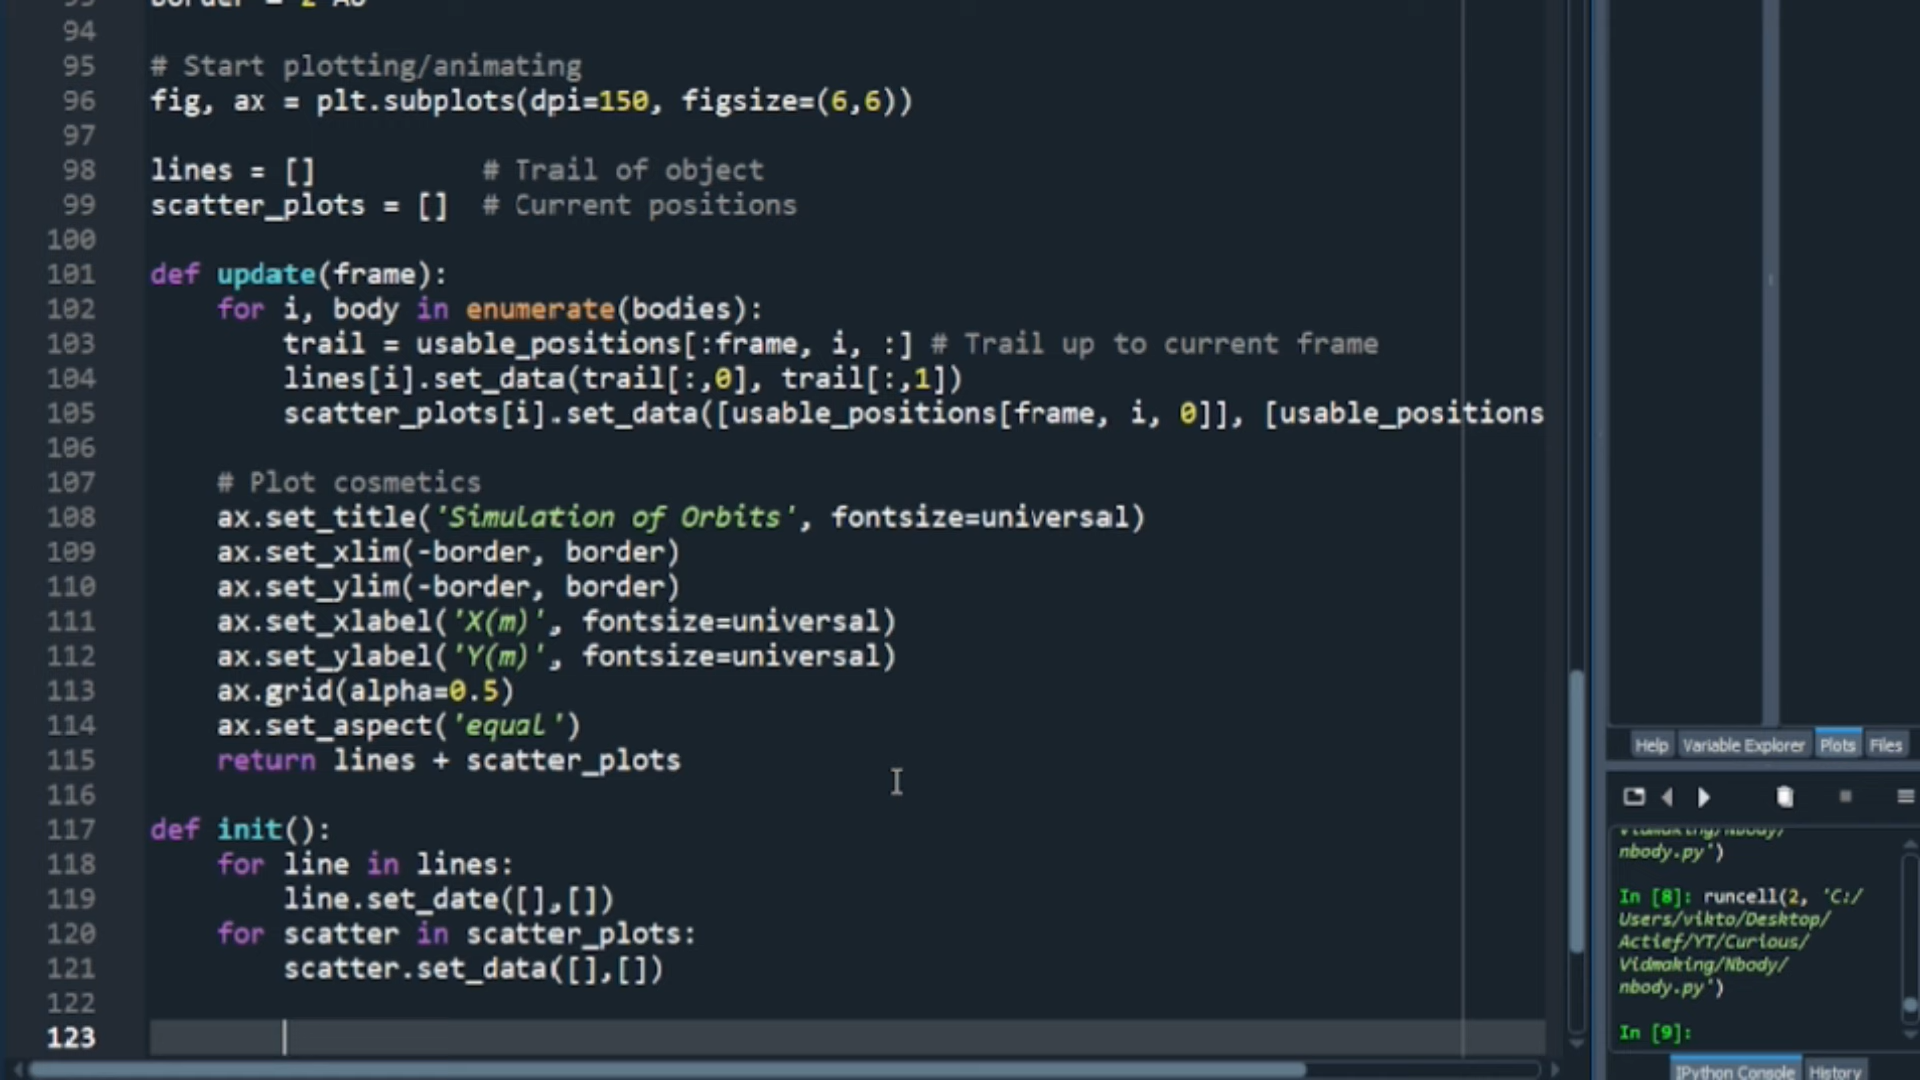 93 border = 2*AU
94
95 # Start plotting/animating
96 fig, ax = plt.subplots(dpi=150, figsize=(6,6))
97
98 lines = [] # Trail of object
99 scatter_plots = [] # Current positions
100
101 def update(frame):
102 for i, body in enumerate(bodies):
103 trail = usable_positions[:frame, i, :] # Trail up to current frame
104 lines[i].set_data(trail[:,0], trail[:,1])
105 scatter_plots[i].set_data([usable_positions[frame, i, 0]], [usable_positions
106
107 # Plot cosmetics
108 ax.set_title('Simulation of Orbits', fontsize=universal)
109 ax.set_xlim(-border, border)
110 ax.set_ylim(-border, border)
111 ax.set_xlabel('X(m)', fontsize=universal)
112 ax.set_ylabel('Y(m)', fontsize=universal)
113 ax.grid(alpha=0.5)
114 ax.set_aspect('equal')
115 return lines + scatter_plots
116
117 def init():
118 for line in lines:
119 line.set_date([],[])
120 for scatter in scatter_plots:
121 scatter.set_data([],[])
122
123
Help Variable Explorer Plots Files
Vidmaking/Nbody/
nbody.py')
In [8]: runcell(2, 'C:/
Users/vikto/Desktop/
Actief/YT/Curious/
Vidmaking/Nbody/
nbody.py')
In [9]:
IPython Console History